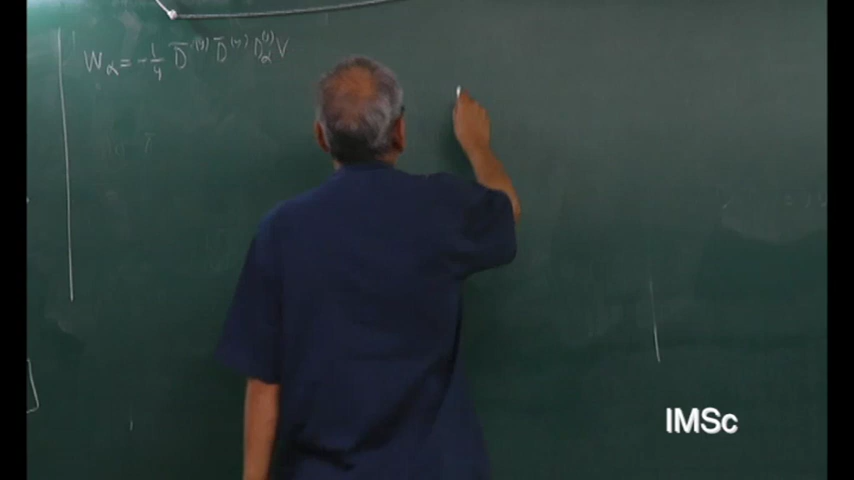 W_α = -1/4 D̄^(y) D̄^(y) D_α^(y) V
IMSc